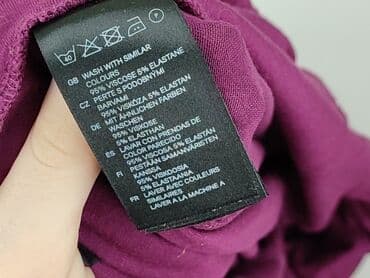 40
GB WASH WITH SIMILAR
COLOURS
95% VISCOSE 5% ELASTANE
CZ PERTE S PODOBNÝMI
BARVAMI
95% VISKÓZA 5% ELASTAN
DE MIT ÄHNLICHEN FARBEN
WASCHEN
95% VISKOSE
5% ELASTHAN
ES LAVAR CON PRENDAS DE
COLOR PARECIDO
95% VISCOSA 5% ELASTANO
FI PESTÄÄN SAMANVÄRISTEN
KANSSA
95% VISKOOSIA
5% ELASTAANIA
FR LAVER AVEC COULEURS
SIMILAIRES
LAVER A LA MACHINE A